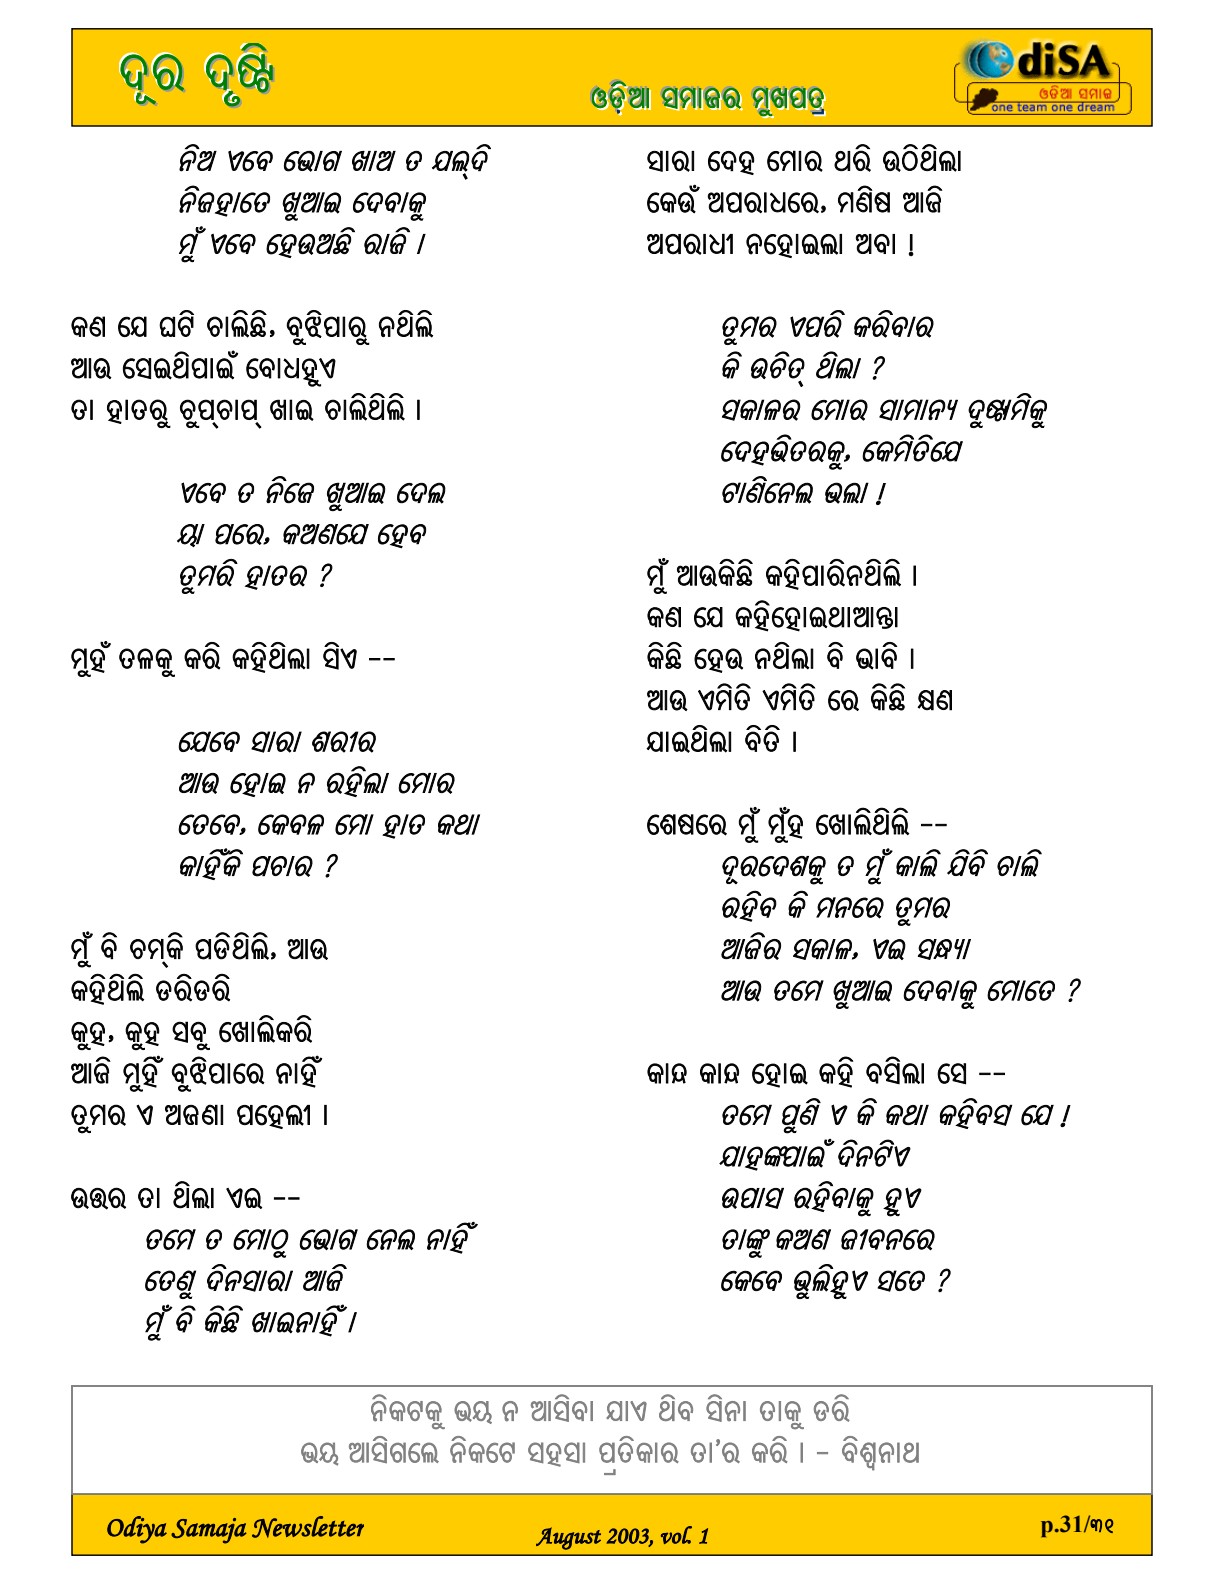 ଦୂର ଦୃଷ୍ଟି
ଓଡ଼ିଆ ସମାଜର ମୁଖପତ୍ର
OdiSA
ଓଡ଼ିଆ ସମାଜ
one team one dream
ନିଅ ଏବେ ଭୋଗ ଖାଅ ତ ଯଲ୍‌ଦି
ନିଜହାତେ ଖୁଆଇ ଦେବାକୁ
ମୁଁ ଏବେ ହେଉଅଛି ରାଜି ।
କଣ ଯେ ଘଟି ଚାଲିଛି, ବୁଝିପାରୁ ନଥିଲି
ଆଉ ସେଇଥିପାଇଁ ବୋଧହୁଏ
ତା ହାତରୁ ଚୁପ୍‌ଚାପ୍ ଖାଇ ଚାଲିଥିଲି ।
ଏବେ ତ ନିଜେ ଖୁଆଇ ଦେଲ
ୟା ପରେ, କଅଣଯେ ହେବ
ତୁମରି ହାତର ?
ମୁହଁ ତଳକୁ କରି କହିଥିଲା ସିଏ --
ଯେବେ ସାରା ଶରୀର
ଆଉ ହୋଇ ନ ରହିଲା ମୋର
ତେବେ, କେବଳ ମୋ ହାତ କଥା
କାହିଁକି ପଚାର ?
ମୁଁ ବି ଚମ୍‌କି ପଡିଥିଲି, ଆଉ
କହିଥିଲି ଡରିଡରି
କୁହ, କୁହ ସବୁ ଖୋଲିକରି
ଆଜି ମୁହିଁ ବୁଝିପାରେ ନାହିଁ
ତୁମର ଏ ଅଜଣା ପହେଲୀ ।
ଉତ୍ତର ତା ଥିଲା ଏଇ --
ତମେ ତ ମୋଠୁ ଭୋଗ ନେଲ ନାହିଁ
ତେଣୁ ଦିନସାରା ଆଜି
ମୁଁ ବି କିଛି ଖାଇନାହିଁ ।
ସାରା ଦେହ ମୋର ଥରି ଉଠିଥିଲା
କେଉଁ ଅପରାଧରେ, ମଣିଷ ଆଜି
ଅପରାଧୀ ନହୋଇଲା ଅବା !
ତୁମର ଏପରି କରିବାର
କି ଉଚିତ୍ ଥିଲା ?
ସକାଳର ମୋର ସାମାନ୍ୟ ଦୁଷ୍ଟାମିକୁ
ଦେହଭିତରକୁ, କେମିତିଯେ
ଟାଣିନେଲ ଭଲା !
ମୁଁ ଆଉକିଛି କହିପାରିନଥିଲି ।
କଣ ଯେ କହିହୋଇଥାଆନ୍ତା
କିଛି ହେଉ ନଥିଲା ବି ଭାବି ।
ଆଉ ଏମିତି ଏମିତି ରେ କିଛି କ୍ଷଣ
ଯାଇଥିଲା ବିତି ।
ଶେଷରେ ମୁଁ ମୁଁହ ଖୋଲିଥିଲି --
ଦୂରଦେଶକୁ ତ ମୁଁ କାଲି ଯିବି ଚାଲି
ରହିବ କି ମନରେ ତୁମର
ଆଜିର ସକାଳ, ଏଇ ସନ୍ଧ୍ୟା
ଆଉ ତମେ ଖୁଆଇ ଦେବାକୁ ମୋତେ ?
କାନ୍ଦ କାନ୍ଦ ହୋଇ କହି ବସିଲା ସେ --
ତମେ ପୁଣି ଏ କି କଥା କହିବସ ଯେ !
ଯାହଙ୍କପାଇଁ ଦିନଟିଏ
ଉପାସ ରହିବାକୁ ହୁଏ
ତାଙ୍କୁ କଅଣ ଜୀବନରେ
କେବେ ଭୁଲିହୁଏ ସତେ ?
ନିକଟକୁ ଭୟ ନ ଆସିବା ଯାଏ ଥିବ ସିନା ତାକୁ ଡରି
ଭୟ ଆସିଗଲେ ନିକଟେ ସହସା ପ୍ରତିକାର ତା’ର କରି । – ବିଶ୍ୱନାଥ
Odiya Samaja Newsletter
August 2003, vol. 1
p.31/୩୧